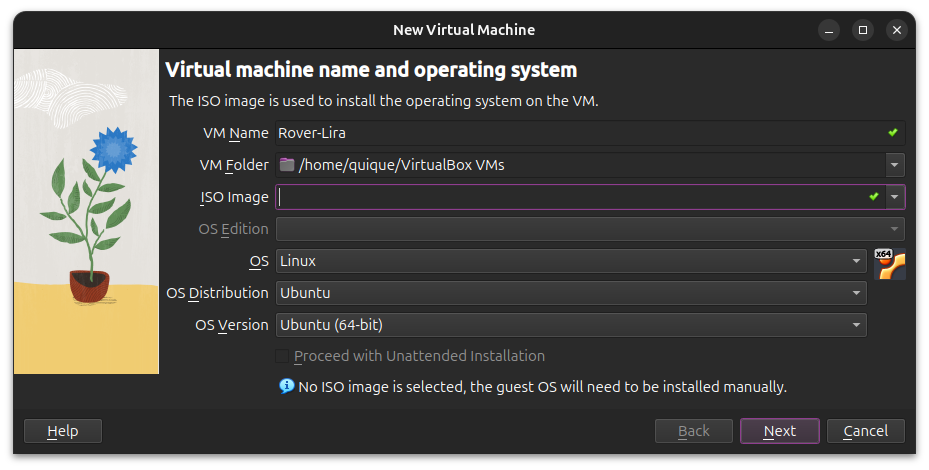 New Virtual Machine
Virtual machine name and operating system
The ISO image is used to install the operating system on the VM.
VM Name Rover-Lira
VM Folder /home/quique/VirtualBox VMs
ISO Image
OS Edition
OS Linux
x64
OS Distribution Ubuntu
OS Version Ubuntu (64-bit)
Proceed with Unattended Installation
No ISO image is selected, the guest OS will need to be installed manually.
Help Back Next Cancel